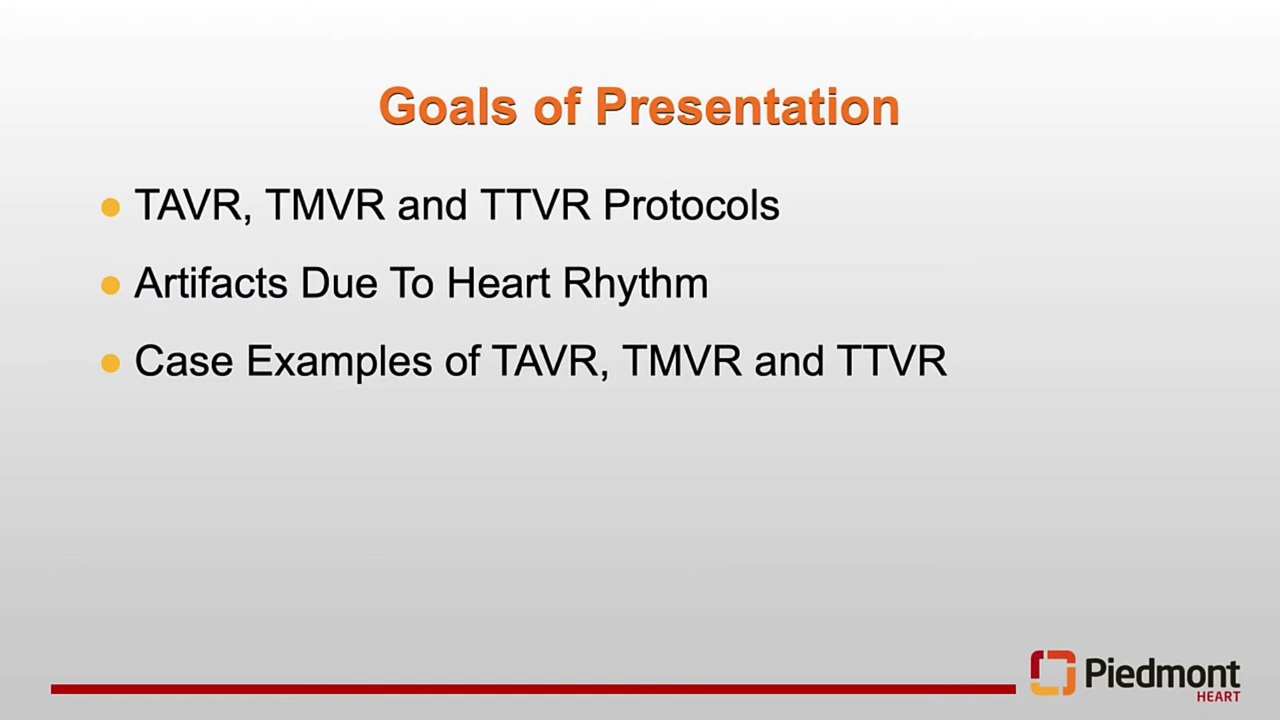 Goals of Presentation
TAVR, TMVR and TTVR Protocols
Artifacts Due To Heart Rhythm
Case Examples of TAVR, TMVR and TTVR
Piedmont
HEART